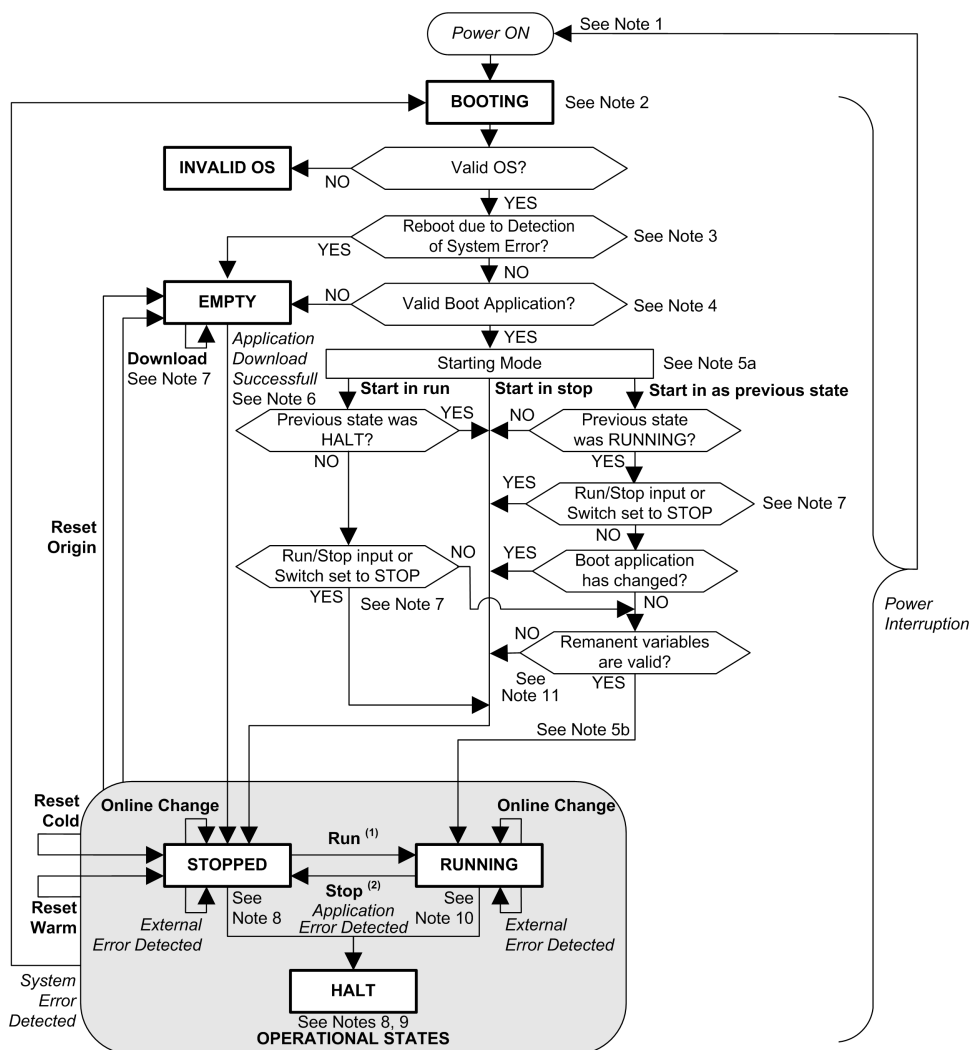 Power ON
See Note 1
BOOTING
See Note 2
INVALID OS
NO
Valid OS?
YES
Reboot due to Detection
of System Error?
See Note 3
YES
NO
EMPTY
NO
Valid Boot Application?
See Note 4
YES
Download
See Note 7
Application
Download
Successfull
See Note 6
Starting Mode
See Note 5a
Start in run
Start in stop
Start in as previous state
Previous state was
HALT?
YES
NO
Previous state
was RUNNING?
NO
YES
YES
Run/Stop input or
Switch set to STOP
See Note 7
NO
Reset
Origin
Run/Stop input or
Switch set to STOP
NO
YES
See Note 7
YES
Boot application
has changed?
NO
Power
Interruption
NO
Remanent variables
are valid?
See
Note 11
YES
See Note 5b
Reset
Cold
Online Change
Online Change
STOPPED
Run (1)
RUNNING
Reset
Warm
Stop (2)
See
Note 8
Application
Error Detected
See
Note 10
External
Error Detected
External
Error Detected
System
Error
Detected
HALT
See Notes 8, 9
OPERATIONAL STATES